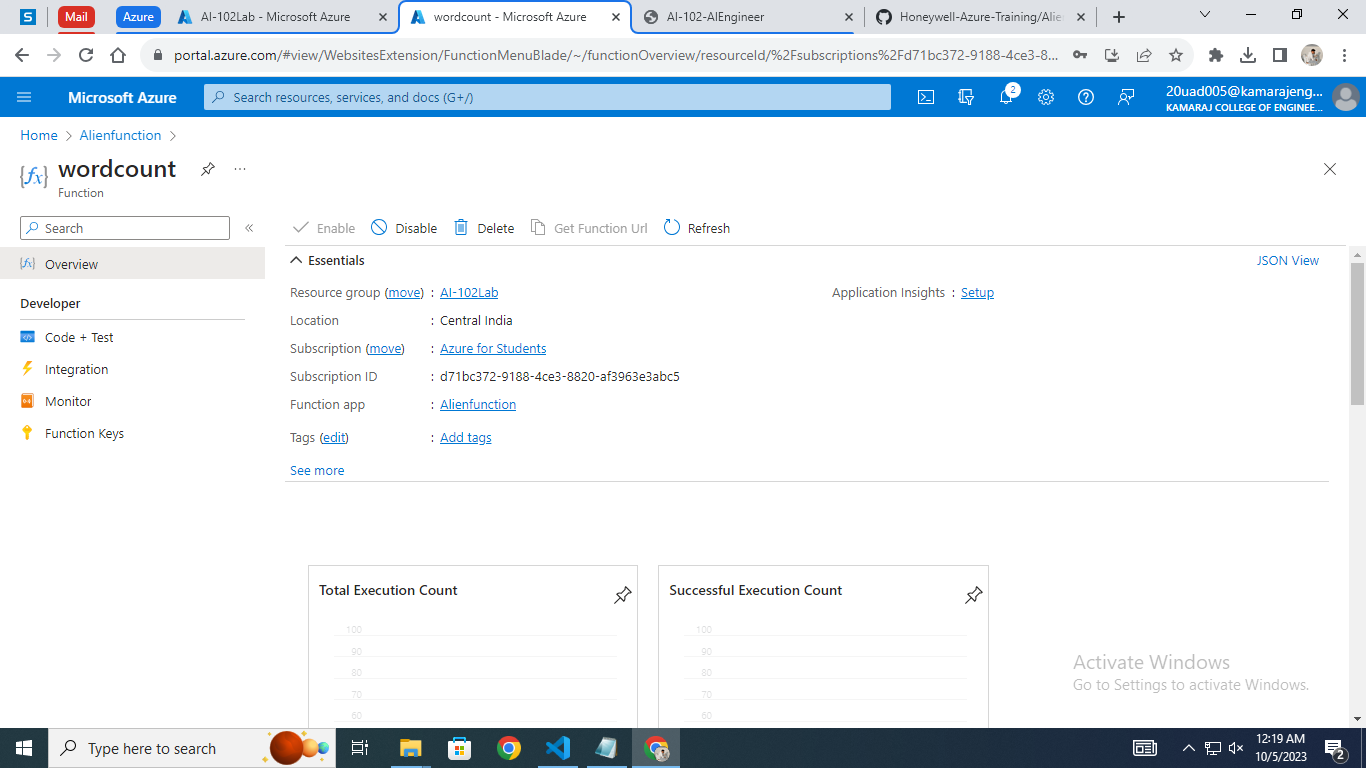 S
Mail
Azure
AI-102Lab - Microsoft Azure
wordcount - Microsoft Azure
AI-102-AIEngineer
Honeywell-Azure-Training/Alie
portal.azure.com/#view/WebsitesExtension/FunctionMenuBlade/~/functionOverview/resourceId/%2Fsubscriptions%2Fd71bc372-9188-4ce3-8...
Microsoft Azure
Search resources, services, and docs (G+/)
2
20uad005@kamarajeng...
KAMARAJ COLLEGE OF ENGINEE...
Home
Alienfunction
{fx}
wordcount
...
Function
Search
«
Enable
Disable
Delete
Get Function Url
Refresh
Overview
Developer
Code + Test
Integration
Monitor
Function Keys
Essentials
JSON View
Resource group (move) : AI-102Lab
Application Insights : Setup
Location : Central India
Subscription (move) : Azure for Students
Subscription ID : d71bc372-9188-4ce3-8820-af3963e3abc5
Function app : Alienfunction
Tags (edit) : Add tags
See more
Total Execution Count
100
90
80
70
60
Successful Execution Count
100
90
80
70
60
Activate Windows
Go to Settings to activate Windows.
Type here to search
12:19 AM
10/5/2023
2